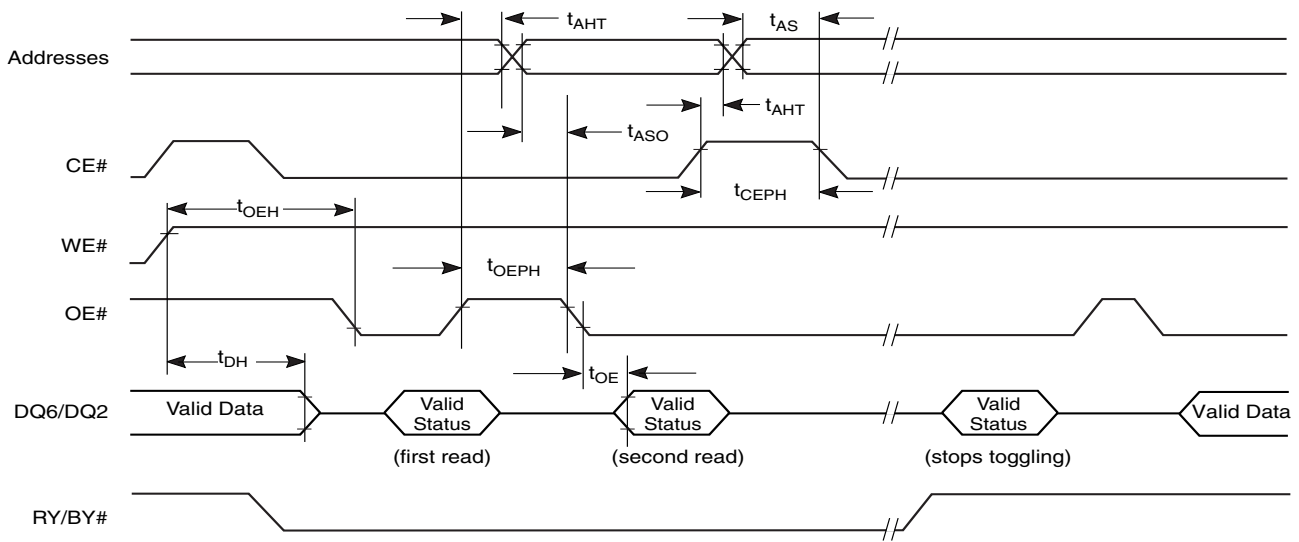 tAHT
tAS
Addresses
tAHT
tASO
CE#
tCEPH
tOEH
WE#
tOEPH
OE#
tDH
tOE
DQ6/DQ2
Valid Data
Valid
Status
Valid
Status
Valid
Status
Valid Data
(first read)
(second read)
(stops toggling)
RY/BY#